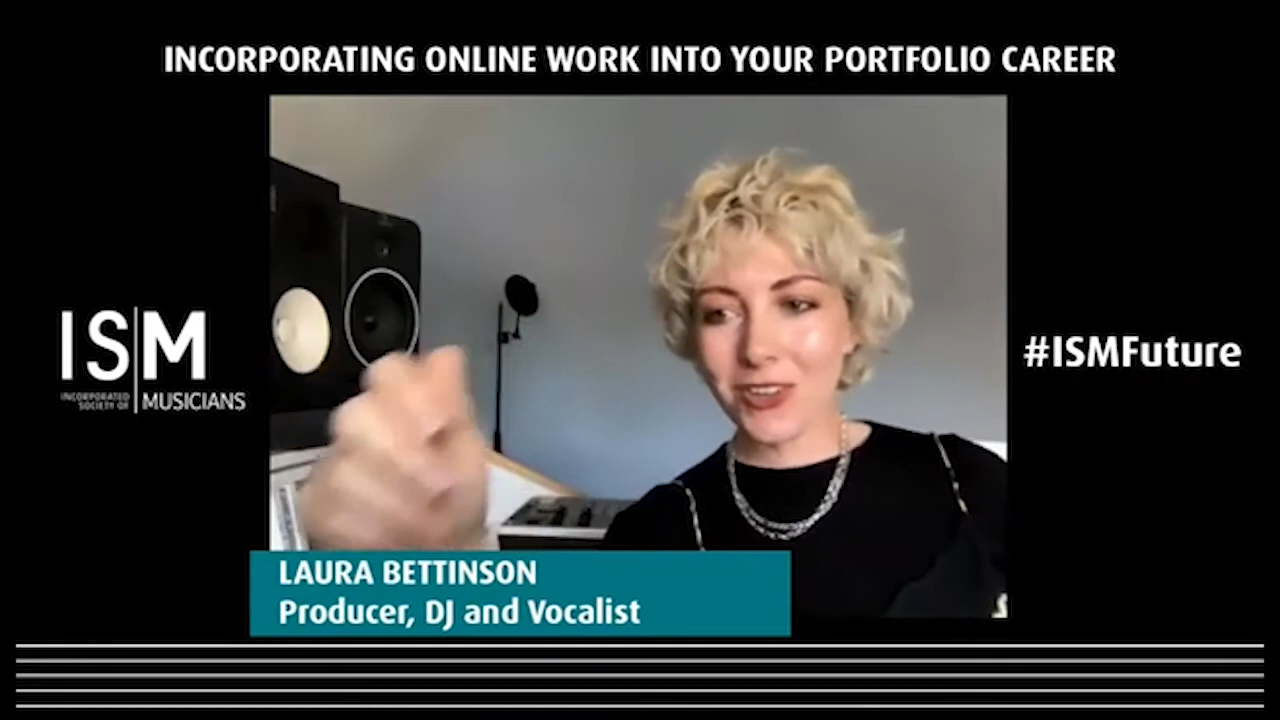 INCORPORATING ONLINE WORK INTO YOUR PORTFOLIO CAREER
ISM
INCORPORATED
SOCIETY OF
MUSICIANS
#ISMFuture
LAURA BETTINSON
Producer, DJ and Vocalist